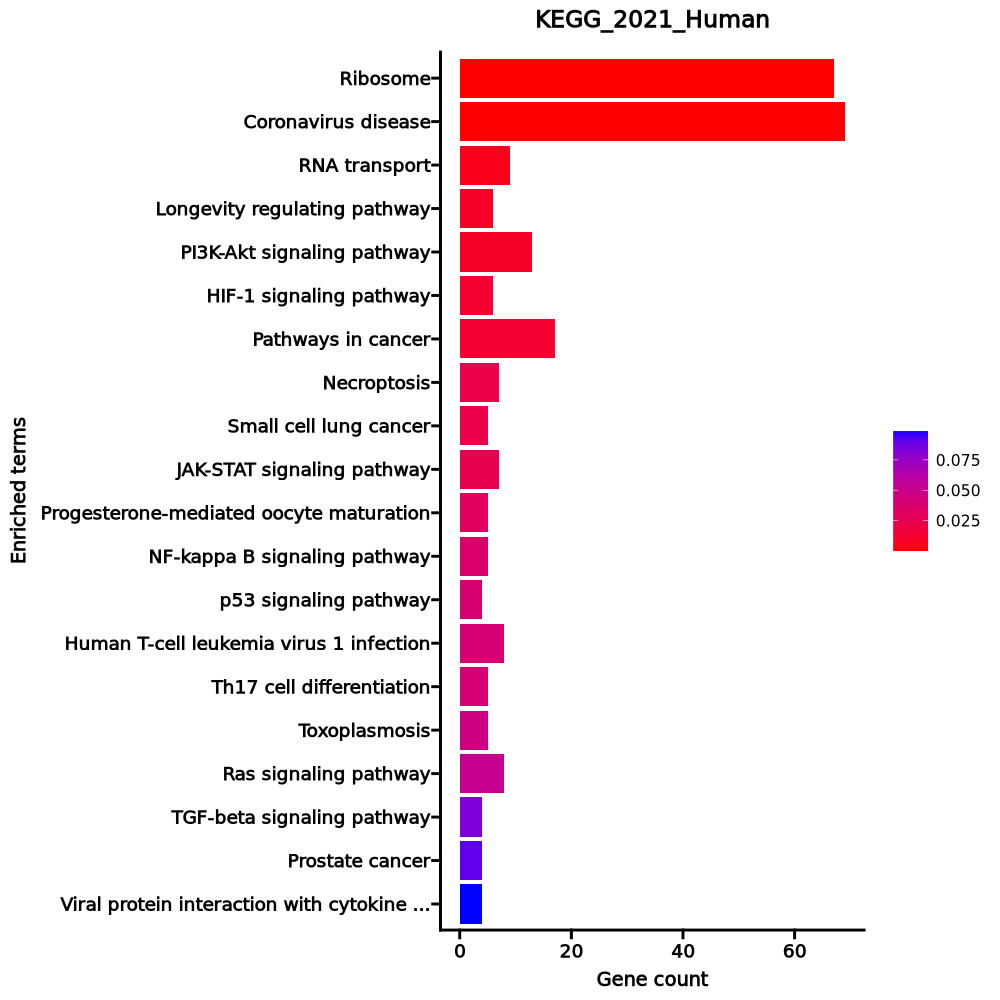 KEGG_2021_Human
Enriched terms
Ribosome
Coronavirus disease
RNA transport
Longevity regulating pathway
PI3K-Akt signaling pathway
HIF-1 signaling pathway
Pathways in cancer
Necroptosis
Small cell lung cancer
JAK-STAT signaling pathway
Progesterone-mediated oocyte maturation
NF-kappa B signaling pathway
p53 signaling pathway
Human T-cell leukemia virus 1 infection
Th17 cell differentiation
Toxoplasmosis
Ras signaling pathway
TGF-beta signaling pathway
Prostate cancer
Viral protein interaction with cytokine ...
0 20 40 60
Gene count
0.075
0.050
0.025